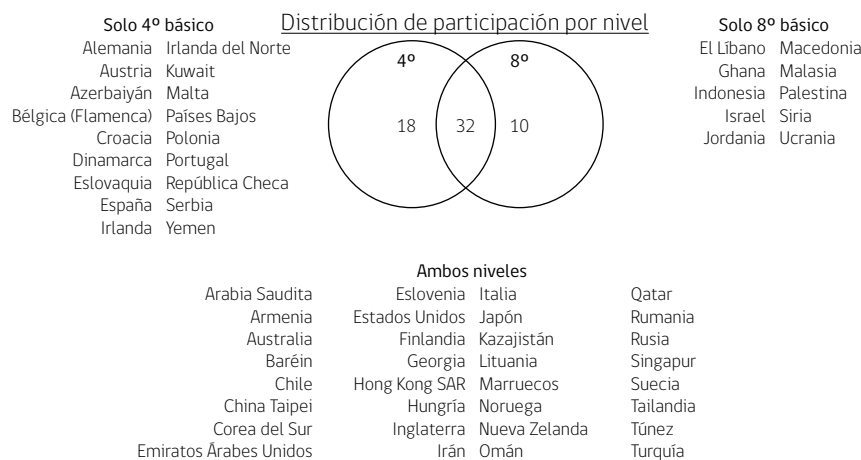 Distribución de participación por nivel
Solo 4º básico
Alemania Irlanda del Norte
Austria Kuwait
Azerbaiyán Malta
Bélgica (Flamenca) Países Bajos
Croacia Polonia
Dinamarca Portugal
Eslovaquia República Checa
España Serbia
Irlanda Yemen
4º 8º
18 32 10
Solo 8º básico
El Líbano Macedonia
Ghana Malasia
Indonesia Palestina
Israel Siria
Jordania Ucrania
Ambos niveles
Arabia Saudita Eslovenia Italia Qatar
Armenia Estados Unidos Japón Rumania
Australia Finlandia Kazajistán Rusia
Baréin Georgia Lituania Singapur
Chile Hong Kong SAR Marruecos Suecia
China Taipei Hungría Noruega Tailandia
Corea del Sur Inglaterra Nueva Zelanda Túnez
Emiratos Árabes Unidos Irán Omán Turquía